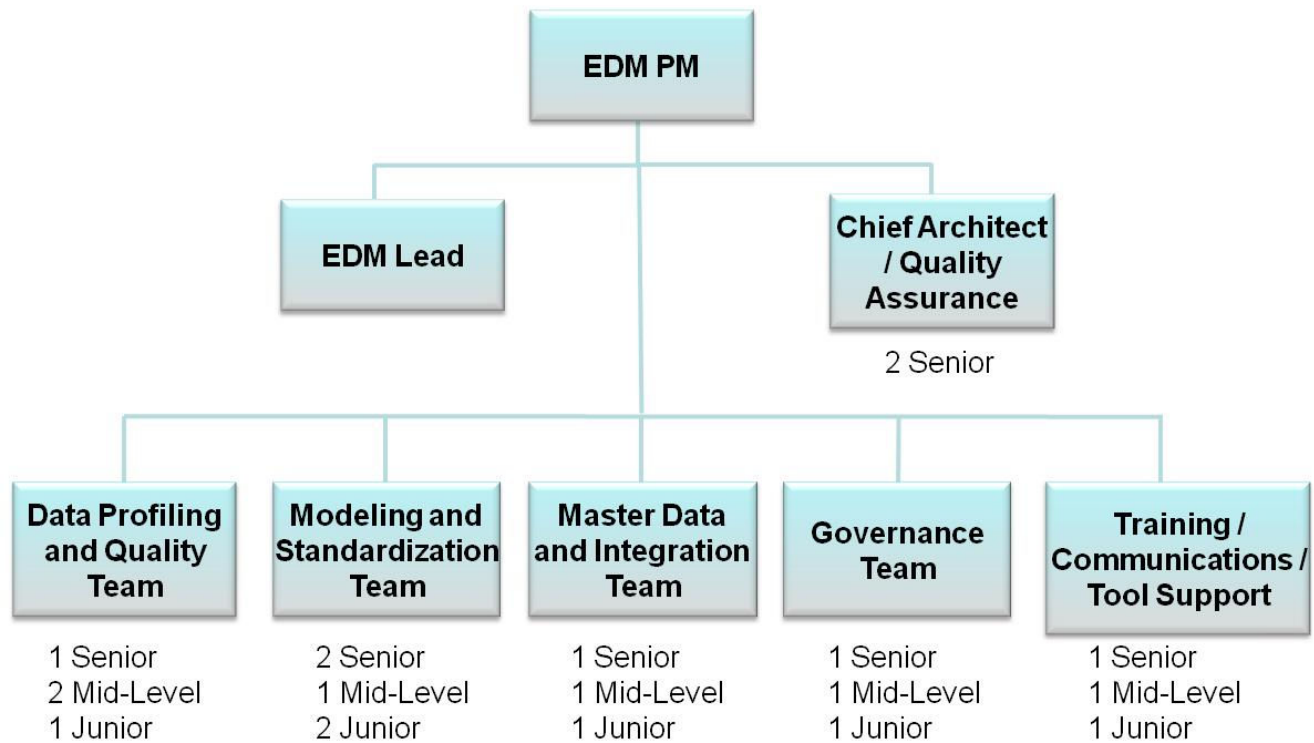 EDM PM
EDM Lead
Chief Architect
/ Quality
Assurance
2 Senior
Data Profiling
and Quality
Team
1 Senior
2 Mid-Level
1 Junior
Modeling and
Standardization
Team
2 Senior
1 Mid-Level
2 Junior
Master Data
and Integration
Team
1 Senior
1 Mid-Level
1 Junior
Governance
Team
1 Senior
1 Mid-Level
1 Junior
Training /
Communications /
Tool Support
1 Senior
1 Mid-Level
1 Junior